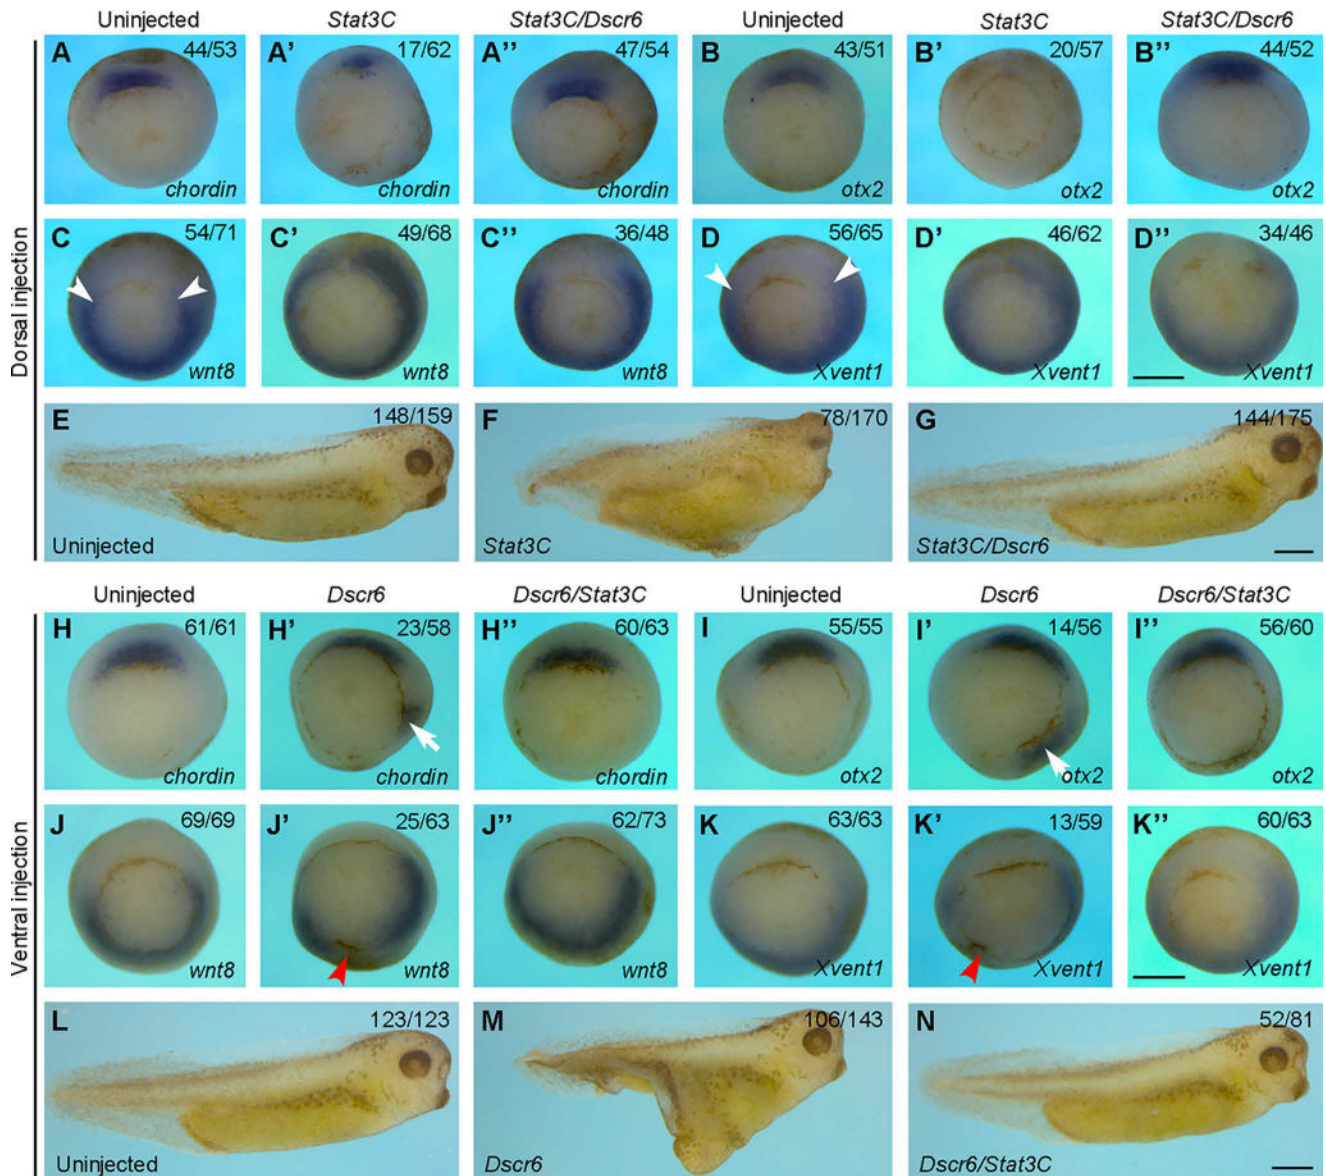 Uninjected Stat3C Stat3C/Dscr6 Uninjected Stat3C Stat3C/Dscr6
Dorsal injection
A 44/53 A' 17/62 A'' 47/54 B 43/51 B' 20/57 B'' 44/52
chordin chordin chordin otx2 otx2 otx2
C 54/71 C' 49/68 C'' 36/48 D 56/65 D' 46/62 D'' 34/46
wnt8 wnt8 wnt8 Xvent1 Xvent1 Xvent1
E 148/159 F 78/170 G 144/175
Uninjected Stat3C Stat3C/Dscr6
Uninjected Dscr6 Dscr6/Stat3C Uninjected Dscr6 Dscr6/Stat3C
Ventral injection
H 61/61 H' 23/58 H'' 60/63 I 55/55 I' 14/56 I'' 56/60
chordin chordin chordin otx2 otx2 otx2
J 69/69 J' 25/63 J'' 62/73 K 63/63 K' 13/59 K'' 60/63
wnt8 wnt8 wnt8 Xvent1 Xvent1 Xvent1
L 123/123 M 106/143 N 52/81
Uninjected Dscr6 Dscr6/Stat3C